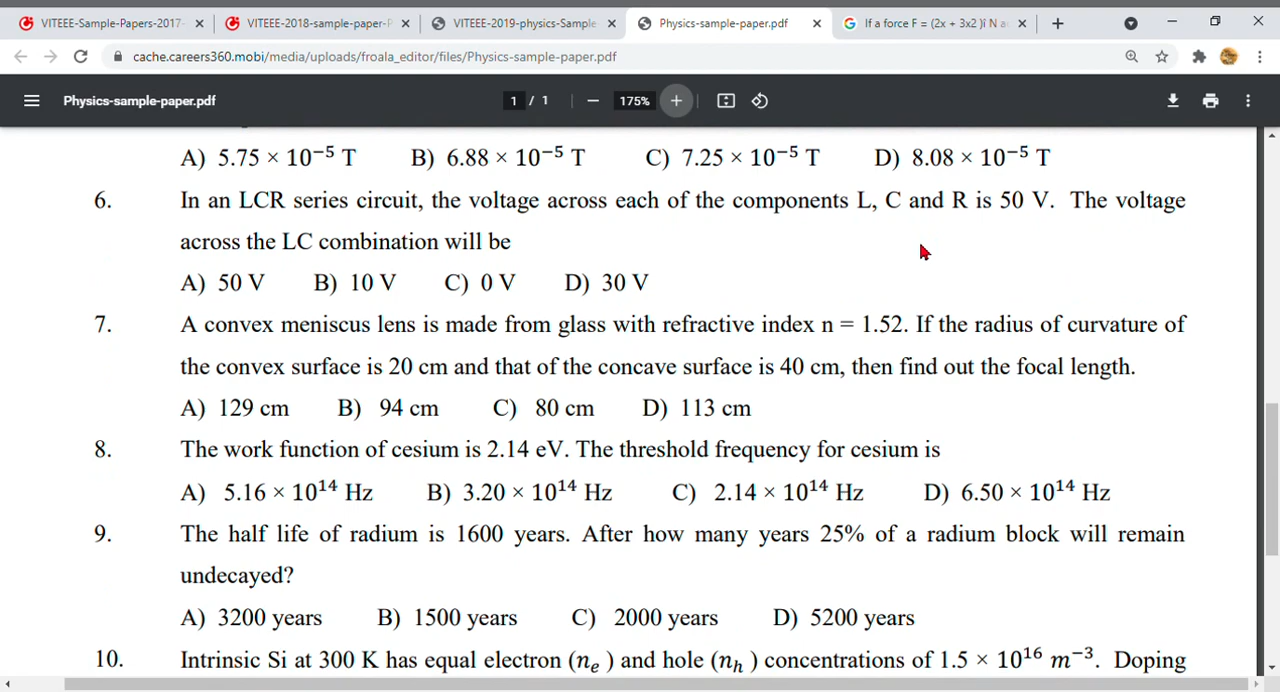 VITEEE-Sample-Papers-2017-
VITEEE-2018-sample-paper-P
VITEEE-2019-physics-Sample
Physics-sample-paper.pdf
If a force F = (2x + 3x2 )î N a
cache.careers360.mobi/media/uploads/froala_editor/files/Physics-sample-paper.pdf
Physics-sample-paper.pdf 1 / 1 175%
A) 5.75 × 10⁻⁵ T B) 6.88 × 10⁻⁵ T C) 7.25 × 10⁻⁵ T D) 8.08 × 10⁻⁵ T
6. In an LCR series circuit, the voltage across each of the components L, C and R is 50 V. The voltage
across the LC combination will be
A) 50 V B) 10 V C) 0 V D) 30 V
7. A convex meniscus lens is made from glass with refractive index n = 1.52. If the radius of curvature of
the convex surface is 20 cm and that of the concave surface is 40 cm, then find out the focal length.
A) 129 cm B) 94 cm C) 80 cm D) 113 cm
8. The work function of cesium is 2.14 eV. The threshold frequency for cesium is
A) 5.16 × 10¹⁴ Hz B) 3.20 × 10¹⁴ Hz C) 2.14 × 10¹⁴ Hz D) 6.50 × 10¹⁴ Hz
9. The half life of radium is 1600 years. After how many years 25% of a radium block will remain
undecayed?
A) 3200 years B) 1500 years C) 2000 years D) 5200 years
10. Intrinsic Si at 300 K has equal electron (nₑ ) and hole (nₕ ) concentrations of 1.5 × 10¹⁶ m⁻³. Doping